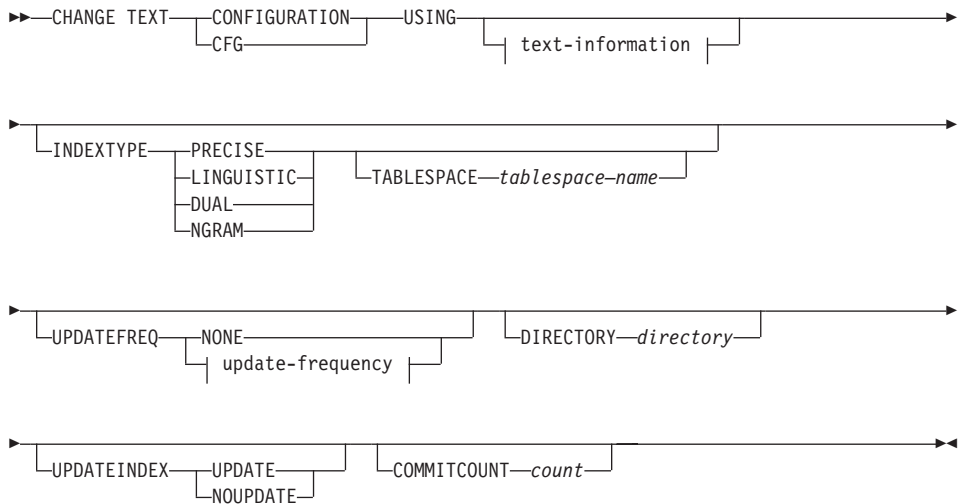 CHANGE TEXT CONFIGURATION USING
CFG text-information
INDEXTYPE PRECISE
LINGUISTIC TABLESPACE tablespace–name
DUAL
NGRAM
UPDATEFREQ NONE DIRECTORY directory
update-frequency
UPDATEINDEX UPDATE COMMITCOUNT count
NOUPDATE